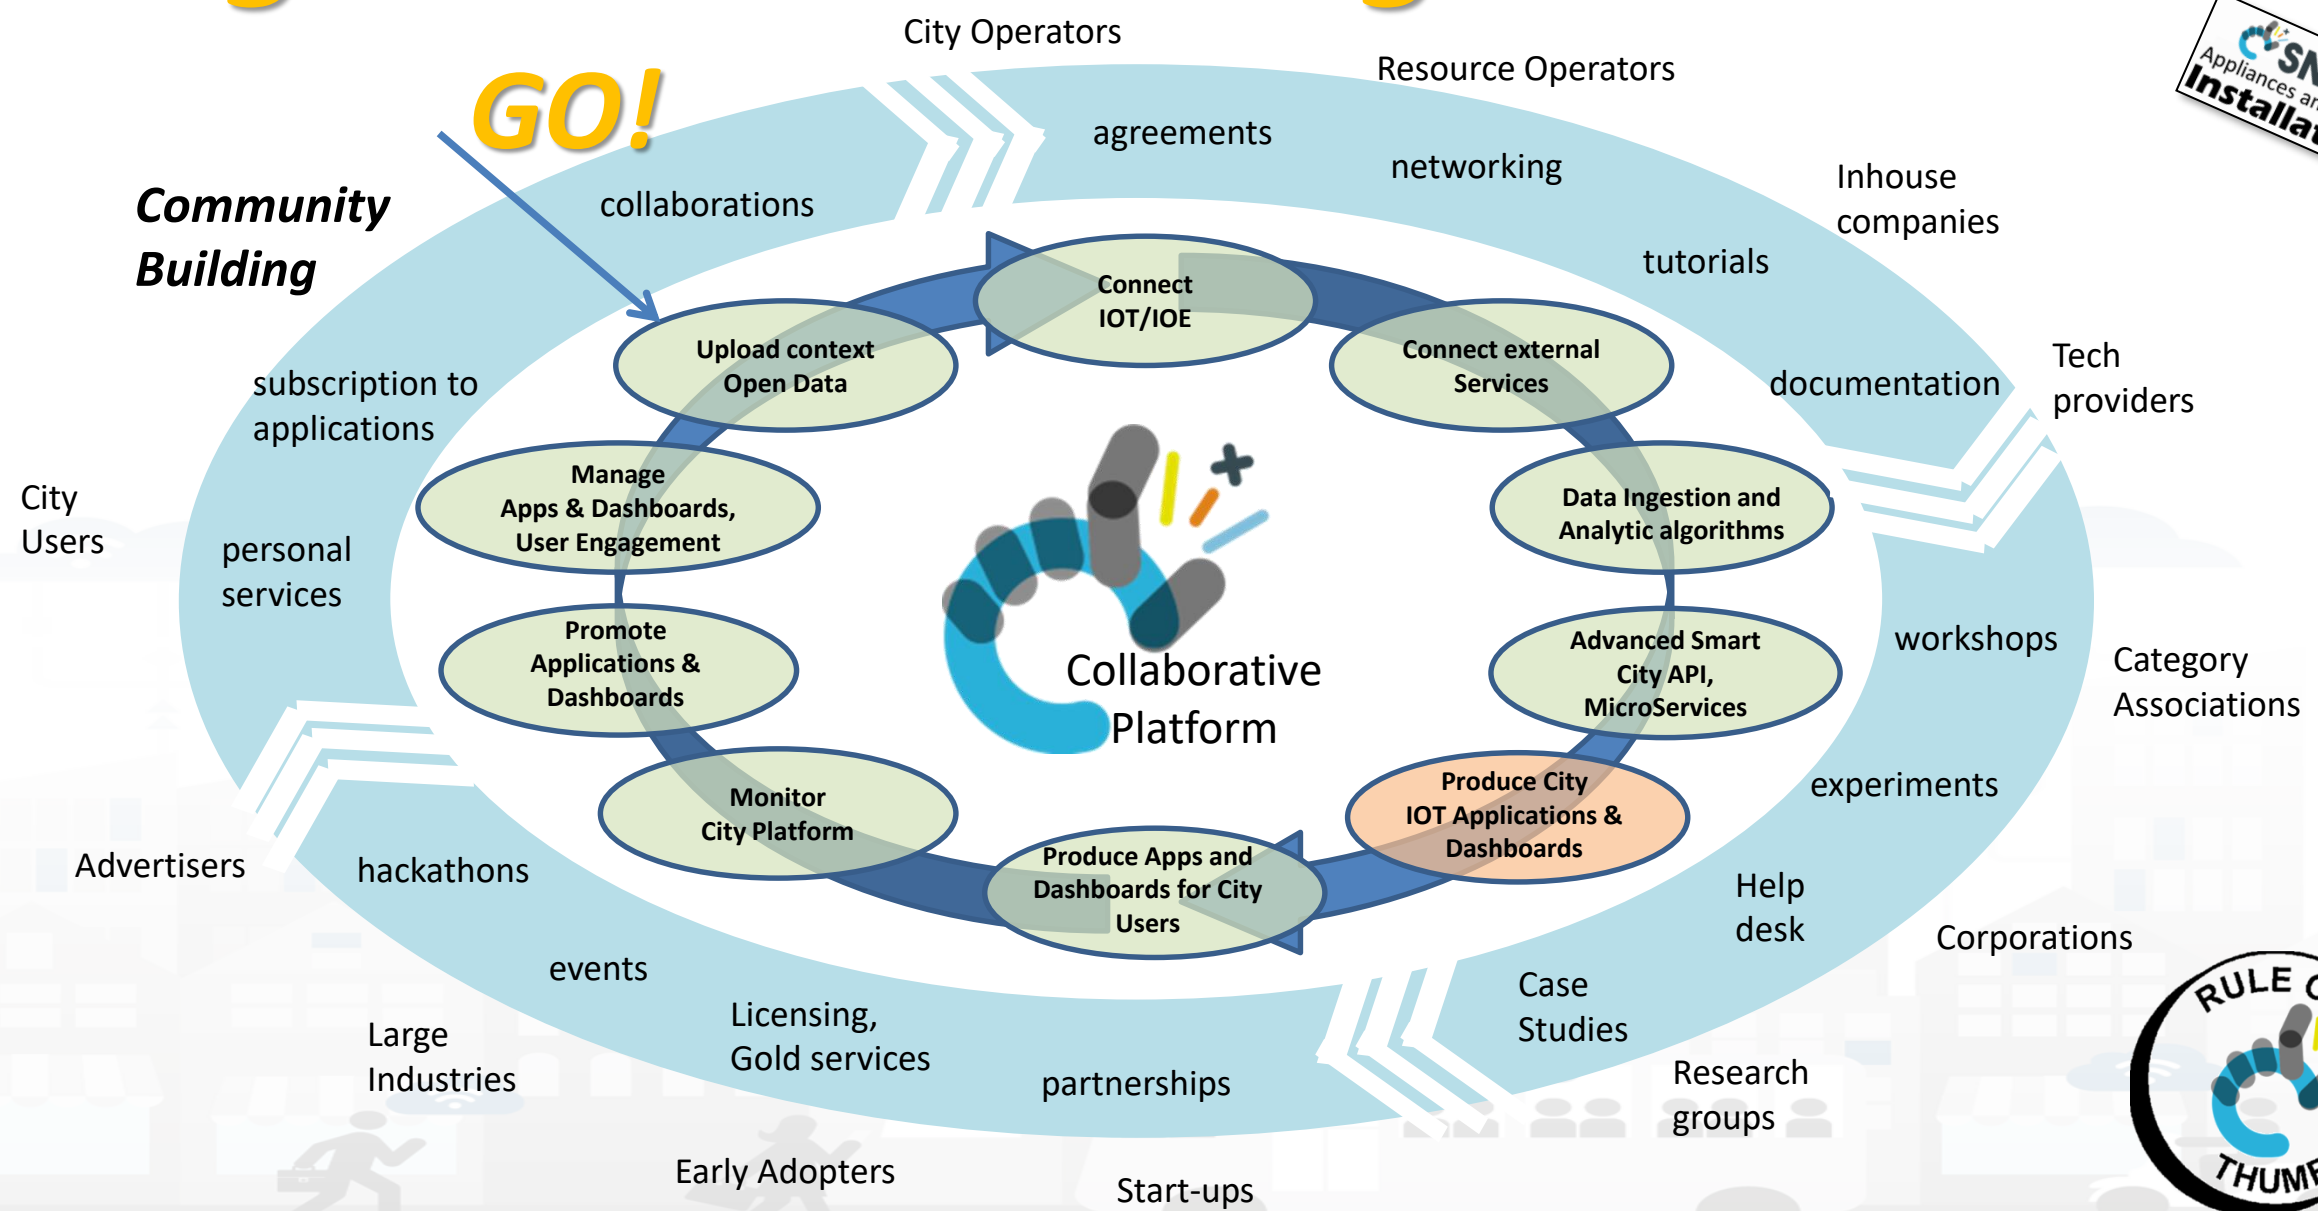 City Operators
Resource Operators
GO!
Appliances
agreements
networking
Inhouse
companies
Community
Building
collaborations
tutorials
Connect
IOT/IOE
Upload context
Open Data
Connect external
Services
Tech
providers
documentation
subscription to
applications
Manage
Apps & Dashboards,
User Engagement
Data Ingestion and
Analytic algorithms
City
Users
personal
services
Promote
Applications &
Dashboards
Collaborative
Platform
Advanced Smart
City API,
MicroServices
workshops
Category
Associations
experiments
Monitor
City Platform
Produce City
IOT Applications &
Dashboards
Produce Apps and
Dashboards for City
Users
Advertisers
hackathons
Help
desk
Corporations
events
Case
Studies
Licensing,
Gold services
Large
Industries
partnerships
Research
groups
Early Adopters
Start-ups
RULE